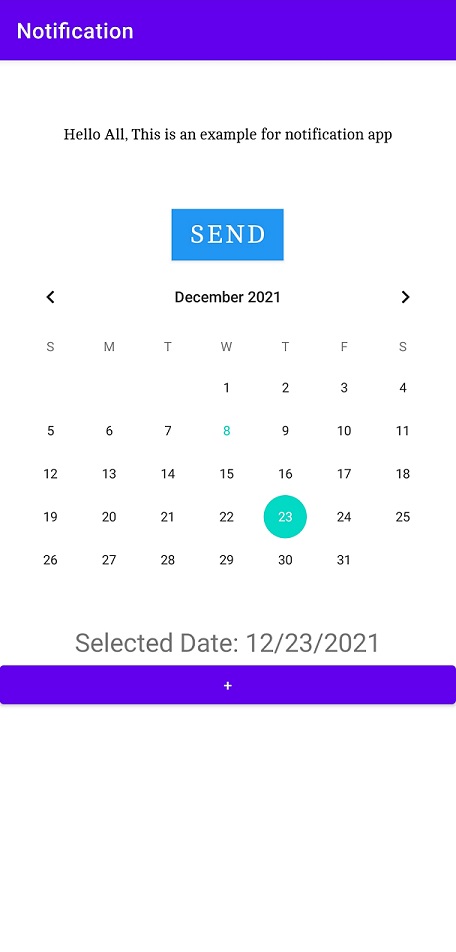 Notification
Hello All, This is an example for notification app
SEND
December 2021
S M T W T F S
1 2 3 4
5 6 7 8 9 10 11
12 13 14 15 16 17 18
19 20 21 22 23 24 25
26 27 28 29 30 31
Selected Date: 12/23/2021
+